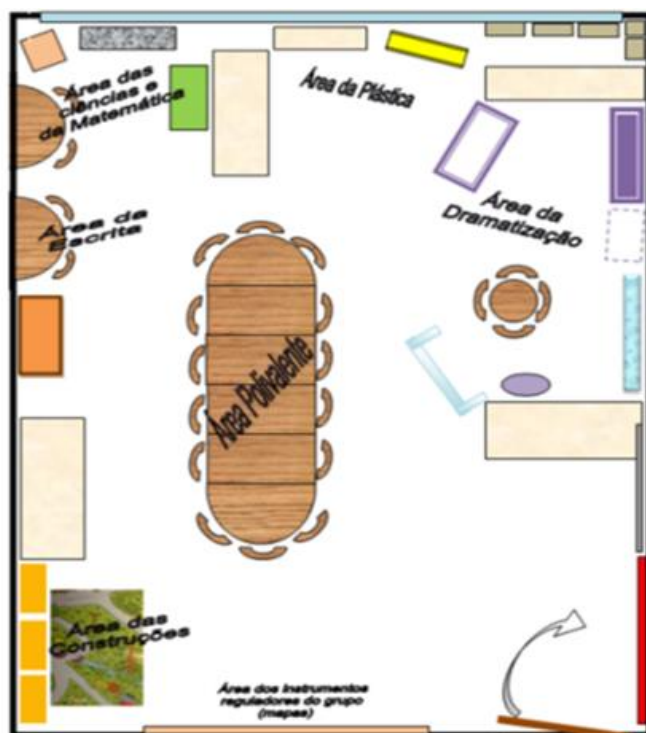 Área das
ciências e
da Matemática
Área da Plástica
Área da
Escrita
Área da
Dramatização
Área Polivalente
Área das
Construções
Área dos Instrumentos
reguladores do grupo
(mapas)